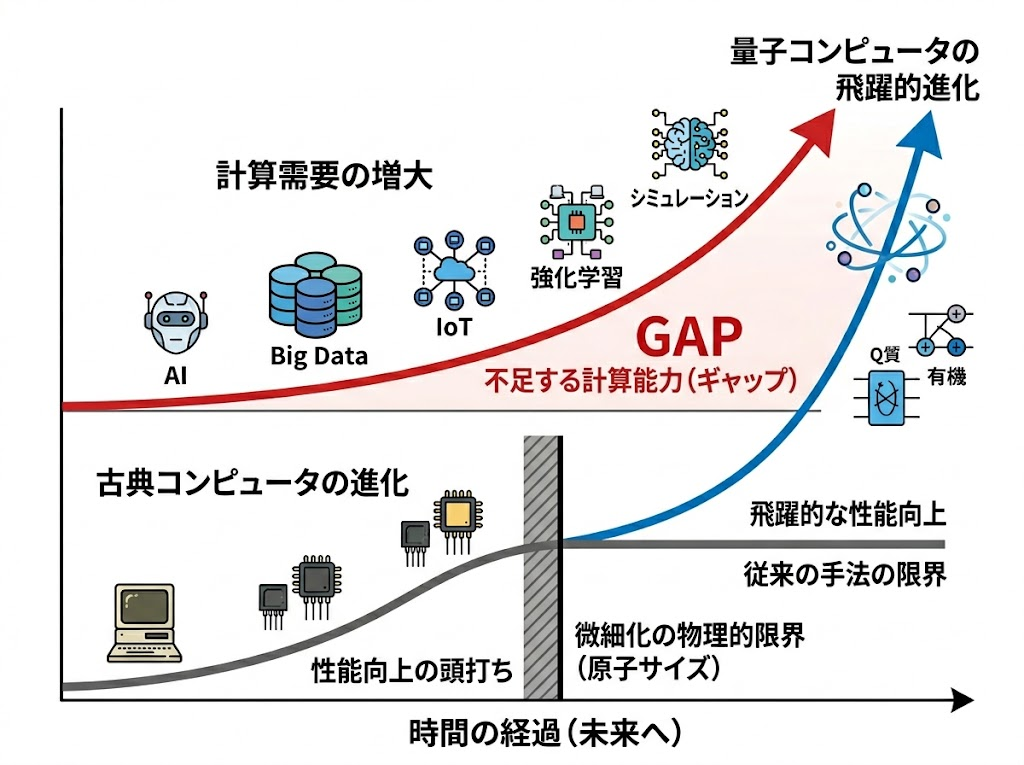 量子コンピュータの
飛躍的進化
計算需要の増大
シミュレーション
強化学習
IoT
Big Data
AI
GAP
不足する計算能力(ギャップ)
Q質
有機
古典コンピュータの進化
飛躍的な性能向上
従来の手法の限界
微細化の物理的限界
(原子サイズ)
性能向上の頭打ち
時間の経過(未来へ)